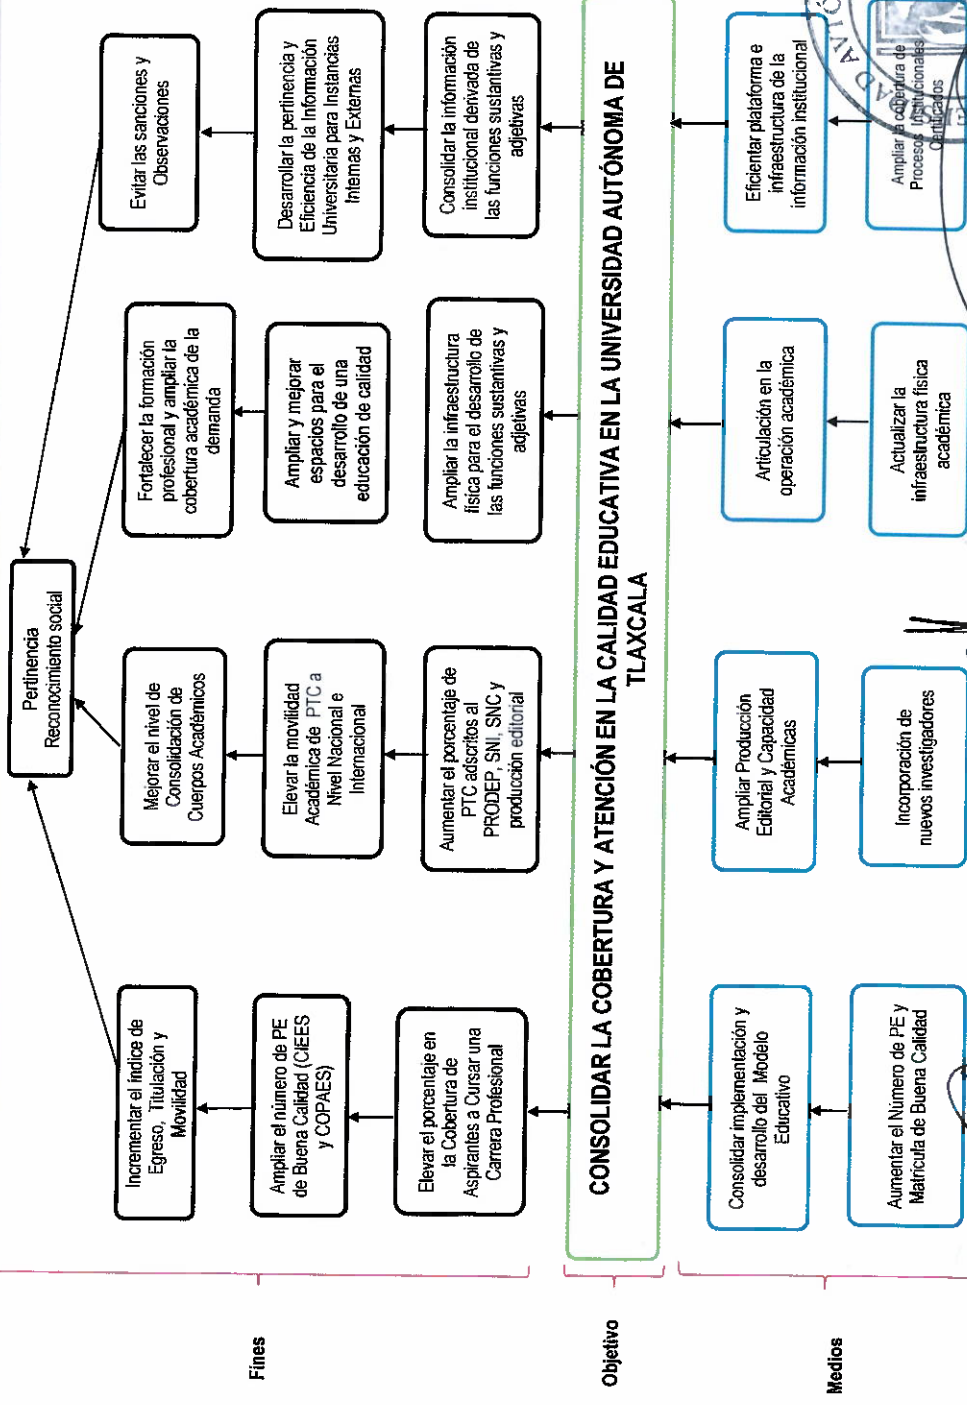 Pertinencia
Reconocimiento social
Incrementar el índice de
Egreso, Titulación y
Movilidad
Mejorar el nivel de
Consolidación de
Cuerpos Académicos
Fortalecer la formación
profesional y ampliar la
cobertura académica de la
demanda
Evitar las sanciones y
Observaciones
Fines
Ampliar el número de PE
de Buena Calidad (CIEES
y COPAES)
Elevar la movilidad
Académica de PTC a
Nivel Nacional e
Internacional
Ampliar y mejorar
espacios para el
desarrollo de una
educación de calidad
Desarrollar la pertinencia y
Eficiencia de la Información
Universitaria para Instancias
Internas y Externas
Elevar el porcentaje en
la Cobertura de
Aspirantes a Cursar una
Carrera Profesional
Aumentar el porcentaje de
PTC adscritos al
PRODEP, SNI, SNC y
producción editorial
Ampliar la infraestructura
física para el desarrollo de
las funciones sustantivas y
adjetivas
Consolidar la información
institucional derivada de
las funciones sustantivas y
adjetivas
Objetivo
CONSOLIDAR LA COBERTURA Y ATENCIÓN EN LA CALIDAD EDUCATIVA EN LA UNIVERSIDAD AUTÓNOMA DE
TLAXCALA
Medios
Consolidar implementación y
desarrollo del Modelo
Educativo
Ampliar Producción
Editorial y Capacidad
Académicas
Articulación en la
operación académica
Eficientar plataforma e
infraestructura de la
información institucional
Aumentar el Número de PE y
Matrícula de Buena Calidad
Incorporación de
nuevos investigadores
Actualizar la
infraestructura física
académica
Ampliar la cobertura de
Procesos Institucionales
Certificados